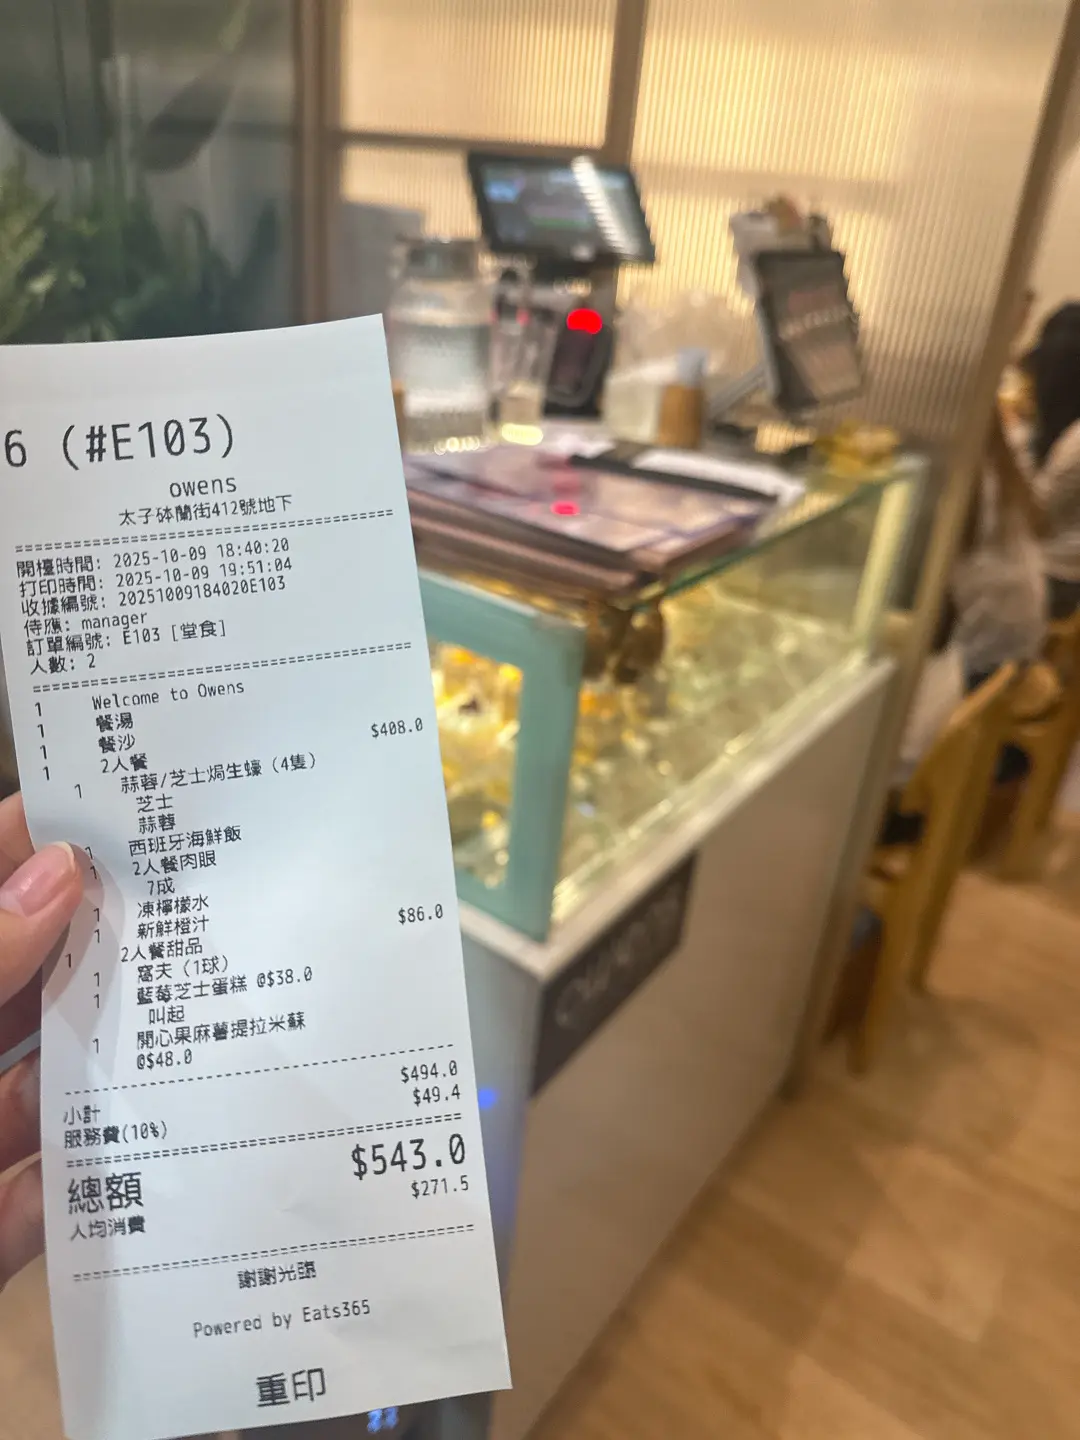 6 (#E103)
owens
太子砵蘭街412號地下
開檯時間: 2025-10-09 18:40:20
打印時間: 2025-10-09 19:51:04
收據編號: 20251009184020E103
侍應: manager
訂單編號: E103 [堂食]
人數: 2
1 Welcome to Owens
1 餐湯
1 餐沙
1 2人餐 $408.0
1 蒜蓉/芝士焗生蠔 (4隻)
芝士
蒜蓉
1 西班牙海鮮飯
1 2人餐肉眼
7成
1 凍檸檬水
1 新鮮橙汁
1 2人餐甜品 $86.0
1 窩夫 (1球)
1 藍莓芝士蛋糕 @$38.0
叫起
1 開心果麻薯提拉米蘇
@$48.0
小計 $494.0
服務費(10%) $49.4
總額 $543.0
人均消費 $271.5
謝謝光臨
Powered by Eats365
重印